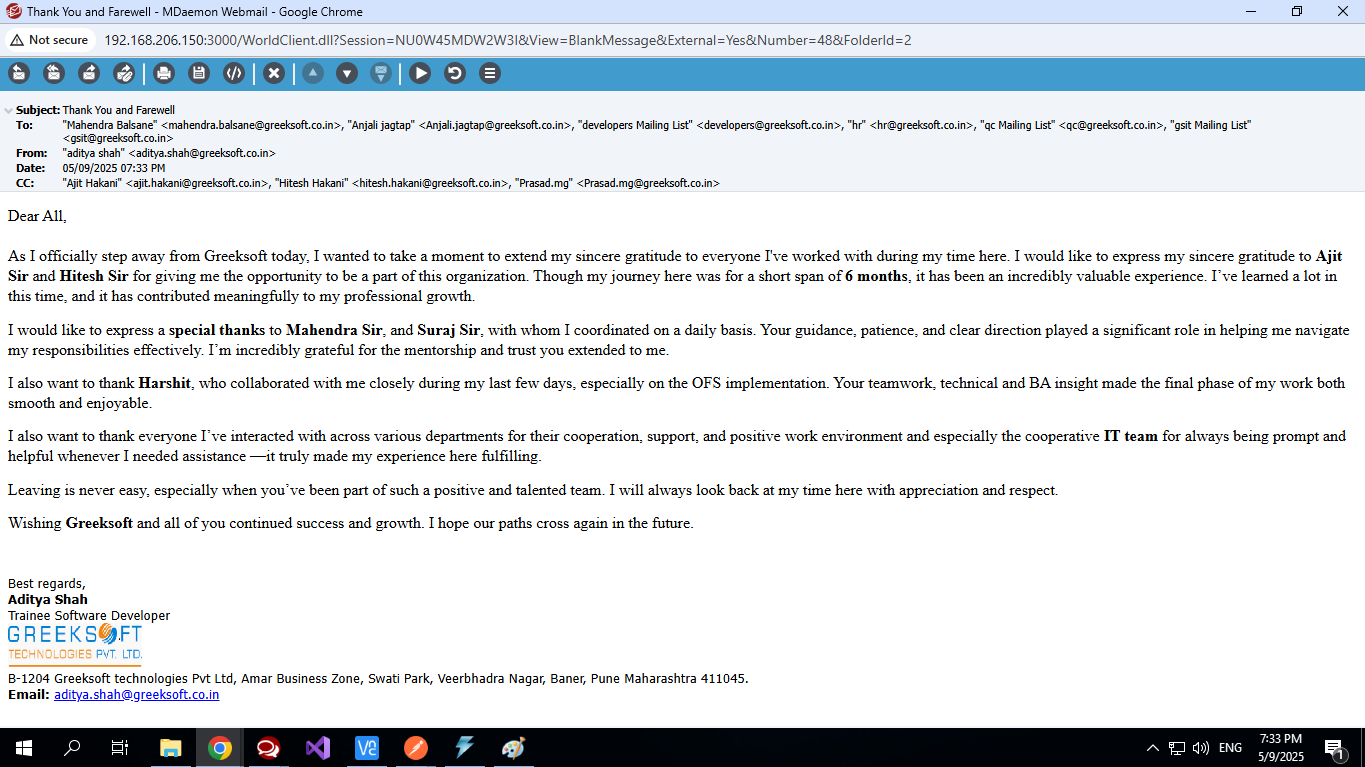 Thank You and Farewell - MDaemon Webmail - Google Chrome
Not secure 192.168.206.150:3000/WorldClient.dll?Session=NU0W45MDW2W3I&View=BlankMessage&External=Yes&Number=48&FolderId=2
Subject: Thank You and Farewell
To: "Mahendra Balsane" <mahendra.balsane@greeksoft.co.in>, "Anjali jagtap" <Anjali.jagtap@greeksoft.co.in>, "developers Mailing List" <developers@greeksoft.co.in>, "hr" <hr@greeksoft.co.in>, "qc Mailing List" <qc@greeksoft.co.in>, "gsit Mailing List"
<gsit@greeksoft.co.in>
From: "aditya shah" <aditya.shah@greeksoft.co.in>
Date: 05/09/2025 07:33 PM
CC: "Ajit Hakani" <ajit.hakani@greeksoft.co.in>, "Hitesh Hakani" <hitesh.hakani@greeksoft.co.in>, "Prasad.mg" <Prasad.mg@greeksoft.co.in>
Dear All,
As I officially step away from Greeksoft today, I wanted to take a moment to extend my sincere gratitude to everyone I've worked with during my time here. I would like to express my sincere gratitude to Ajit
Sir and Hitesh Sir for giving me the opportunity to be a part of this organization. Though my journey here was for a short span of 6 months, it has been an incredibly valuable experience. I’ve learned a lot in
this time, and it has contributed meaningfully to my professional growth.
I would like to express a special thanks to Mahendra Sir, and Suraj Sir, with whom I coordinated on a daily basis. Your guidance, patience, and clear direction played a significant role in helping me navigate
my responsibilities effectively. I’m incredibly grateful for the mentorship and trust you extended to me.
I also want to thank Harshit, who collaborated with me closely during my last few days, especially on the OFS implementation. Your teamwork, technical and BA insight made the final phase of my work both
smooth and enjoyable.
I also want to thank everyone I’ve interacted with across various departments for their cooperation, support, and positive work environment and especially the cooperative IT team for always being prompt and
helpful whenever I needed assistance —it truly made my experience here fulfilling.
Leaving is never easy, especially when you’ve been part of such a positive and talented team. I will always look back at my time here with appreciation and respect.
Wishing Greeksoft and all of you continued success and growth. I hope our paths cross again in the future.
Best regards,
Aditya Shah
Trainee Software Developer
GREEKSOFT
TECHNOLOGIES PVT. LTD.
B-1204 Greeksoft technologies Pvt Ltd, Amar Business Zone, Swati Park, Veerbhadra Nagar, Baner, Pune Maharashtra 411045.
Email: aditya.shah@greeksoft.co.in
ENG
7:33 PM
5/9/2025
1